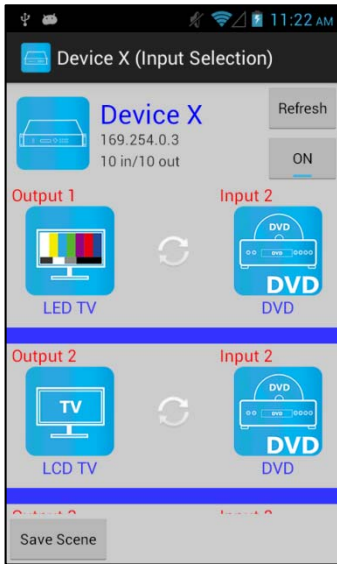 11:22 AM
Device X (Input Selection)
Device X
Refresh
169.254.0.3
10 in/10 out
ON
Output 1
Input 2
DVD
DVD
DVD
LED TV
DVD
Output 2
Input 2
DVD
TV
DVD
DVD
LCD TV
DVD
Save Scene